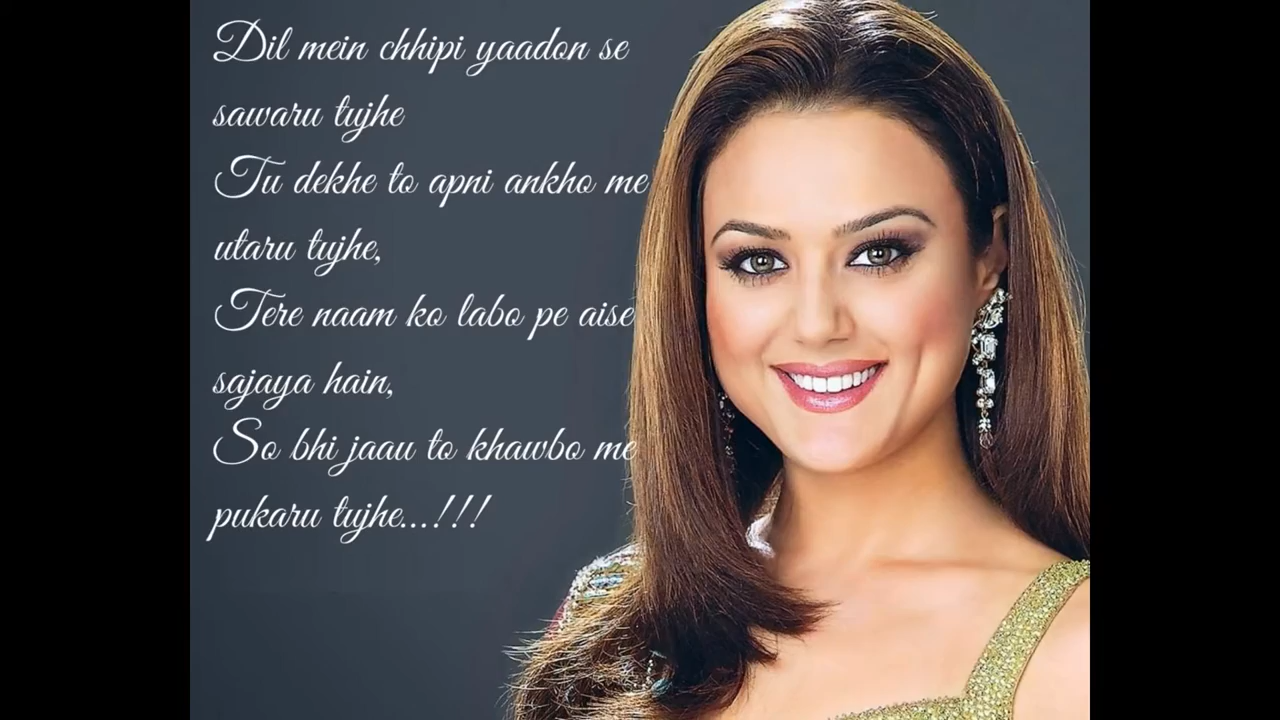 Dil mein chhipi yaadon se
sawaru tujhe
Tu dekhe to apni ankho me
utaru tujhe,
Tere naam ko labo pe aise
sajaya hain,
So bhi jaau to khawbo me
pukaru tujhe...!!!